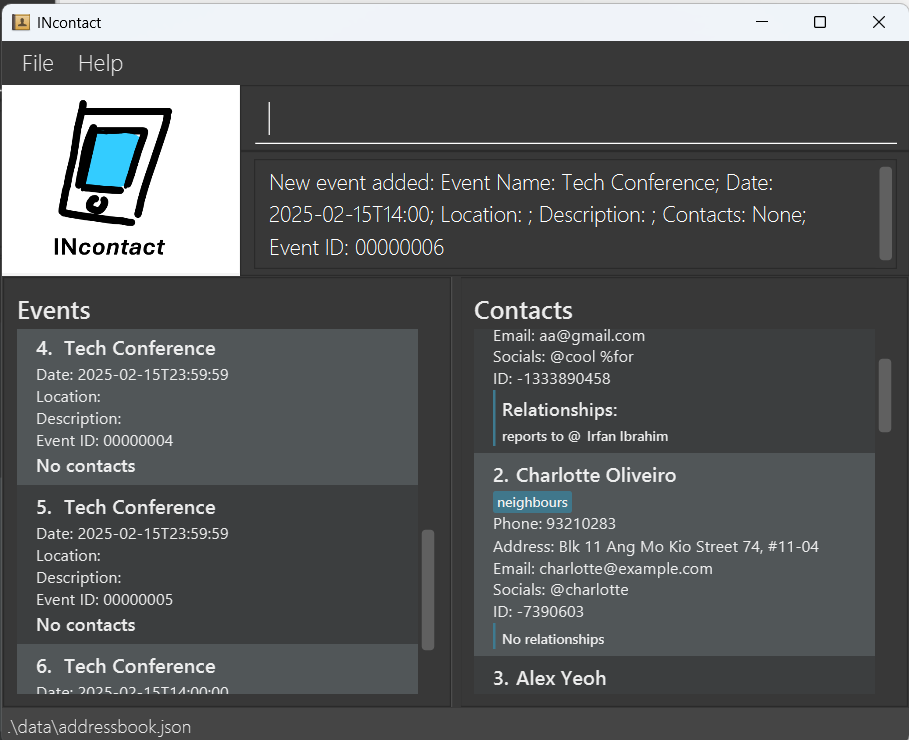 INcontact
File Help
INcontact
New event added: Event Name: Tech Conference; Date:
2025-02-15T14:00; Location: ; Description: ; Contacts: None;
Event ID: 00000006
Events
4. Tech Conference
Date: 2025-02-15T23:59:59
Location:
Description:
Event ID: 00000004
No contacts
5. Tech Conference
Date: 2025-02-15T23:59:59
Location:
Description:
Event ID: 00000005
No contacts
6. Tech Conference
Date: 2025-02-15T14:00:00
Contacts
Email: aa@gmail.com
Socials: @cool %for
ID: -1333890458
Relationships:
reports to @ Irfan Ibrahim
2. Charlotte Oliveiro
neighbours
Phone: 93210283
Address: Blk 11 Ang Mo Kio Street 74, #11-04
Email: charlotte@example.com
Socials: @charlotte
ID: -7390603
No relationships
3. Alex Yeoh
.\data\addressbook.json